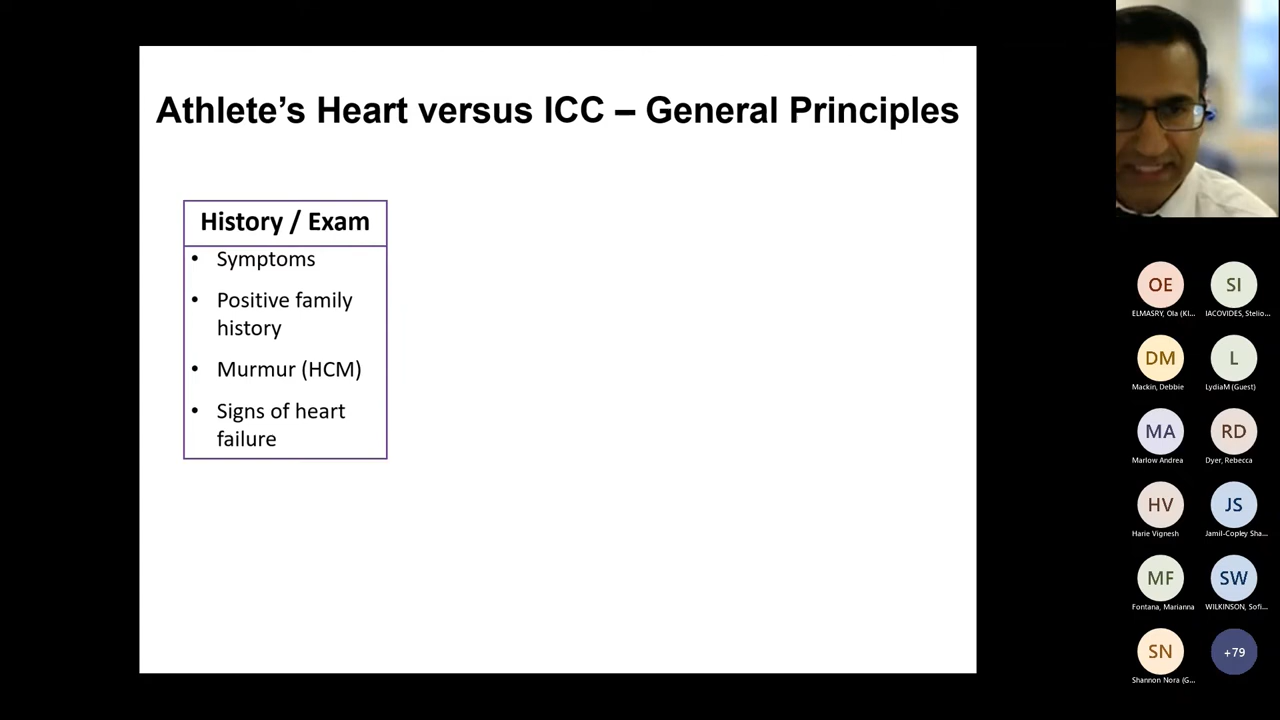 Athlete’s Heart versus ICC – General Principles
History / Exam
• Symptoms
• Positive family
history
• Murmur (HCM)
• Signs of heart
failure
OE
ELMASRY, Ola (KI...
SI
IACOVIDES, Stelio...
DM
Mackin, Debbie
L
LydiaM (Guest)
MA
Marlow Andrea
RD
Dyer, Rebecca
HV
Harie Vignesh
JS
Jamil-Copley Sha...
MF
Fontana, Marianna
SW
WILKINSON, Sofi...
SN
Shannon Nora (G...
+79